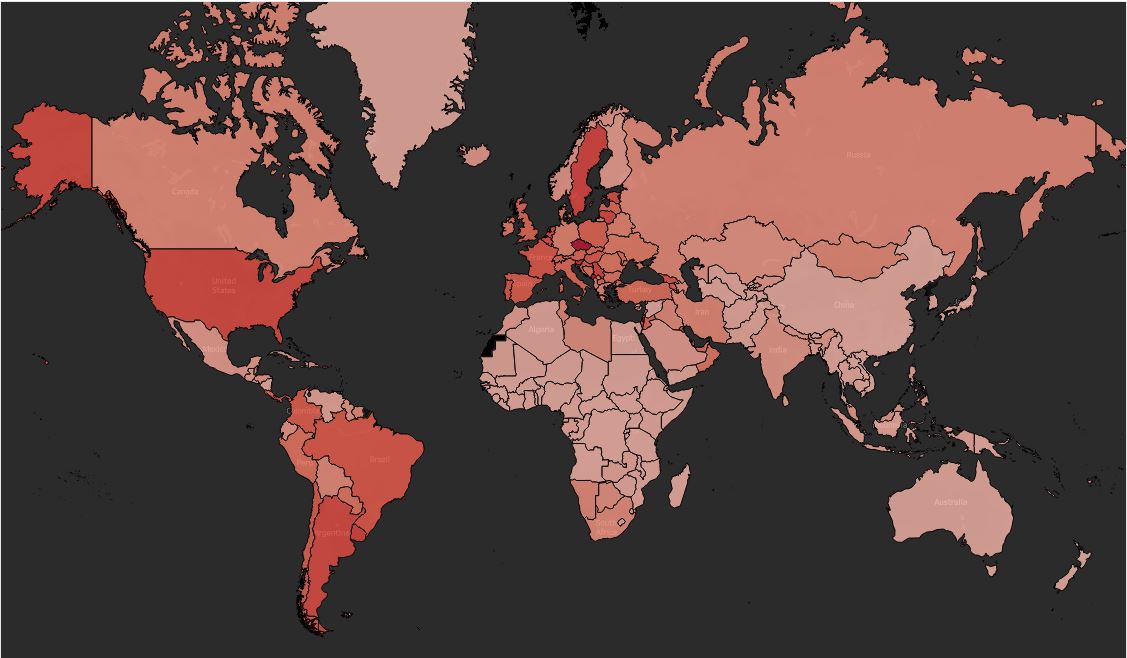 Russia
Canada
France
United
States
Spain
Turkey
China
Iran
Algeria
Egypt
Mexico
India
Colombia
Brazil
Peru
Australia
South
Africa
Argentina